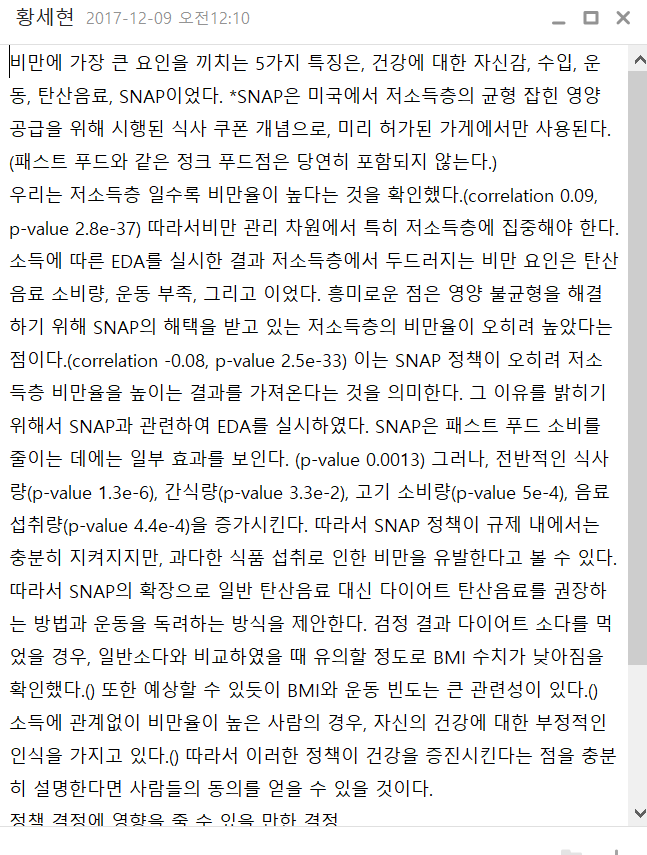 황세현 2017-12-09 오전12:10
비만에 가장 큰 요인을 끼치는 5가지 특징은, 건강에 대한 자신감, 수입, 운
동, 탄산음료, SNAP이었다. *SNAP은 미국에서 저소득층의 균형 잡힌 영양
공급을 위해 시행된 식사 쿠폰 개념으로, 미리 허가된 가게에서만 사용된다.
(패스트 푸드와 같은 정크 푸드점은 당연히 포함되지 않는다.)
우리는 저소득층 일수록 비만율이 높다는 것을 확인했다.(correlation 0.09,
p-value 2.8e-37) 따라서비만 관리 차원에서 특히 저소득층에 집중해야 한다.
소득에 따른 EDA를 실시한 결과 저소득층에서 두드러지는 비만 요인은 탄산
음료 소비량, 운동 부족, 그리고 이었다. 흥미로운 점은 영양 불균형을 해결
하기 위해 SNAP의 해택을 받고 있는 저소득층의 비만율이 오히려 높았다는
점이다.(correlation -0.08, p-value 2.5e-33) 이는 SNAP 정책이 오히려 저소
득층 비만율을 높이는 결과를 가져온다는 것을 의미한다. 그 이유를 밝히기
위해서 SNAP과 관련하여 EDA를 실시하였다. SNAP은 패스트 푸드 소비를
줄이는 데에는 일부 효과를 보인다. (p-value 0.0013) 그러나, 전반적인 식사
량(p-value 1.3e-6), 간식량(p-value 3.3e-2), 고기 소비량(p-value 5e-4), 음료
섭취량(p-value 4.4e-4)을 증가시킨다. 따라서 SNAP 정책이 규제 내에서는
충분히 지켜지지만, 과다한 식품 섭취로 인한 비만을 유발한다고 볼 수 있다.
따라서 SNAP의 확장으로 일반 탄산음료 대신 다이어트 탄산음료를 권장하
는 방법과 운동을 독려하는 방식을 제안한다. 검정 결과 다이어트 소다를 먹
었을 경우, 일반소다와 비교하였을 때 유의할 정도로 BMI 수치가 낮아짐을
확인했다.() 또한 예상할 수 있듯이 BMI와 운동 빈도는 큰 관련성이 있다.()
소득에 관계없이 비만율이 높은 사람의 경우, 자신의 건강에 대한 부정적인
인식을 가지고 있다.() 따라서 이러한 정책이 건강을 증진시킨다는 점을 충분
히 설명한다면 사람들의 동의를 얻을 수 있을 것이다.
정책 결정에 영향을 줄 수 있을 만한 결정